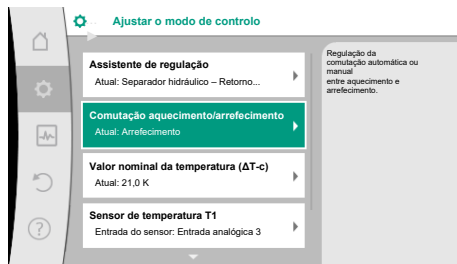 Ajustar o modo de controlo
Assistente de regulação
Atual: Separador hidráulico – Retorno...
Comutação aquecimento/arrefecimento
Atual: Arrefecimento
Valor nominal da temperatura (ΔT-c)
Atual: 21,0 K
Sensor de temperatura T1
Entrada do sensor: Entrada analógica 3
Regulação da
comutação automática ou
manual
entre aquecimento e
arrefecimento.